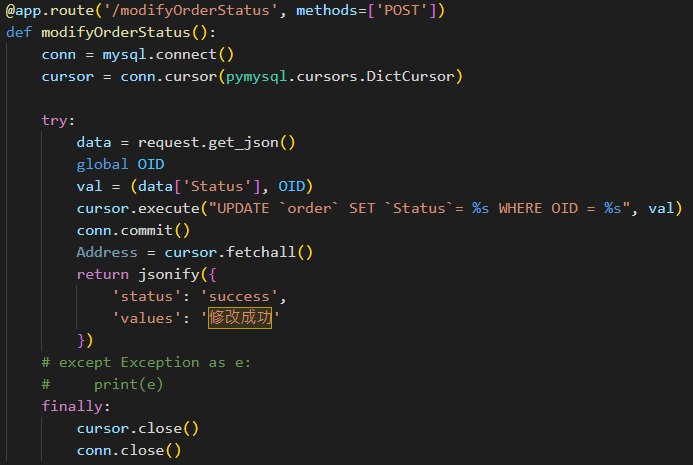 @app.route('/modifyOrderStatus', methods=['POST'])
def modifyOrderStatus():
    conn = mysql.connect()
    cursor = conn.cursor(pymysql.cursors.DictCursor)

    try:
        data = request.get_json()
        global OID
        val = (data['Status'], OID)
        cursor.execute("UPDATE `order` SET `Status`= %s WHERE OID = %s", val)
        conn.commit()
        Address = cursor.fetchall()
        return jsonify({
            'status': 'success',
            'values': '修改成功'
        })
    # except Exception as e:
    #     print(e)
    finally:
        cursor.close()
        conn.close()